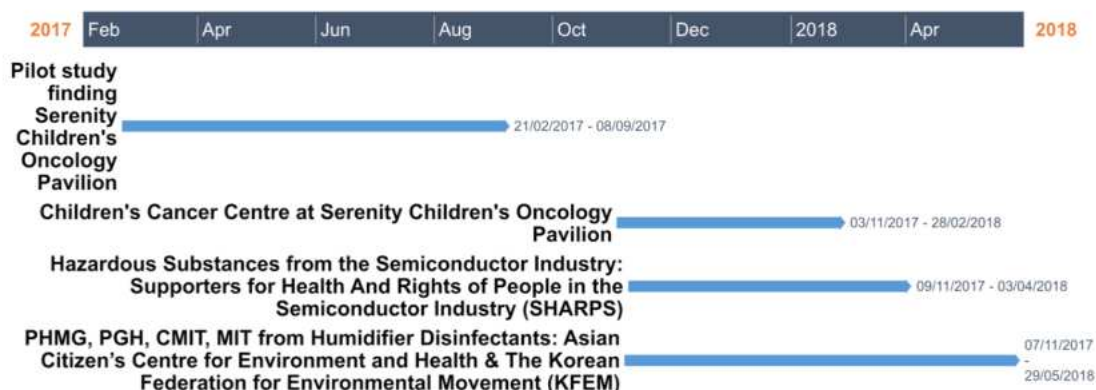 2017 Feb Apr Jun Aug Oct Dec 2018 Apr 2018
Pilot study
finding
Serenity
Children's
Oncology
Pavilion
21/02/2017 - 08/09/2017
Children's Cancer Centre at Serenity Children's Oncology
Pavilion
03/11/2017 - 28/02/2018
Hazardous Substances from the Semiconductor Industry:
Supporters for Health And Rights of People in the
Semiconductor Industry (SHARPS)
09/11/2017 - 03/04/2018
PHMG, PGH, CMIT, MIT from Humidifier Disinfectants: Asian
Citizen’s Centre for Environment and Health & The Korean
Federation for Environmental Movement (KFEM)
07/11/2017
-
29/05/2018